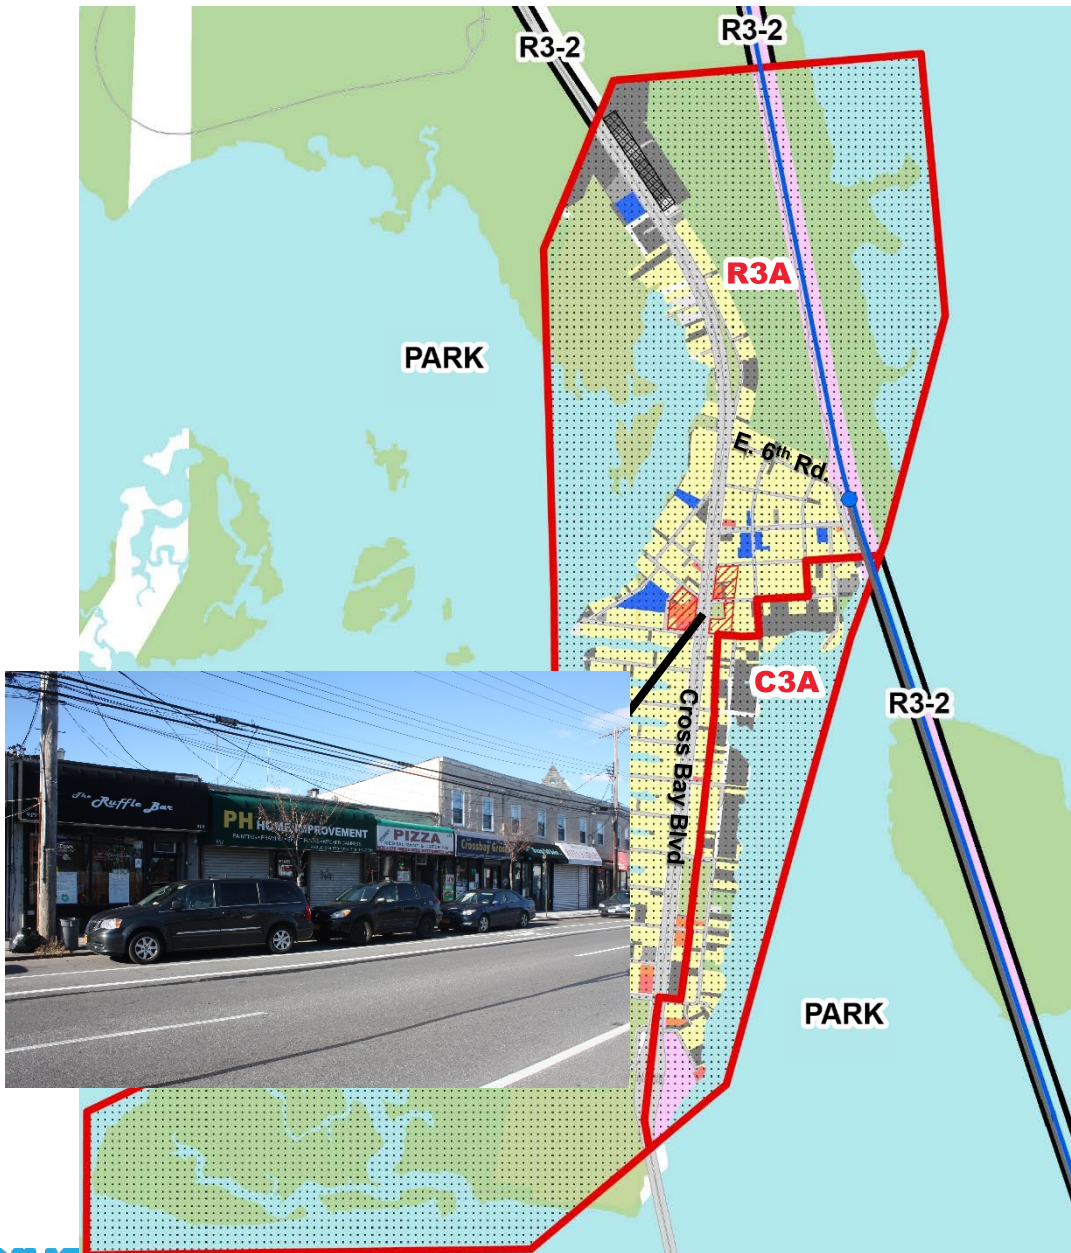 R3-2
R3-2
R3A
PARK
E. 6th Rd.
C3A
R3-2
Cross Bay Blvd
The Ruffle Bar
PH HOME IMPROVEMENT
PIZZA
Crossbay
PARK